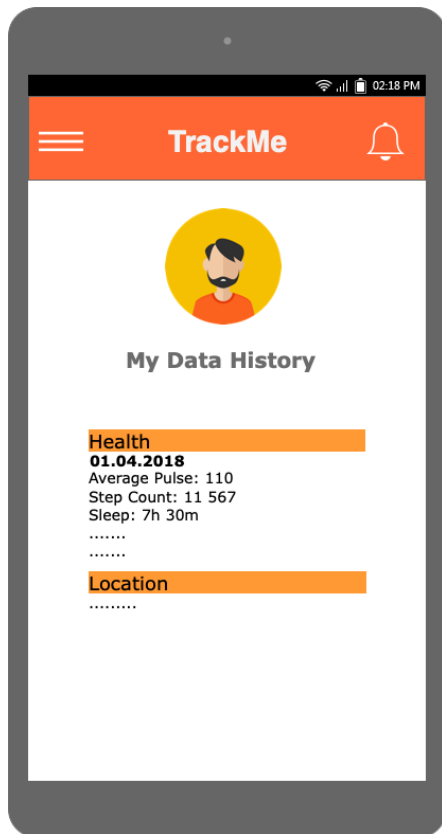 02:18 PM
TrackMe
My Data History
Health
01.04.2018
Average Pulse: 110
Step Count: 11 567
Sleep: 7h 30m
.......
.......
Location
.........